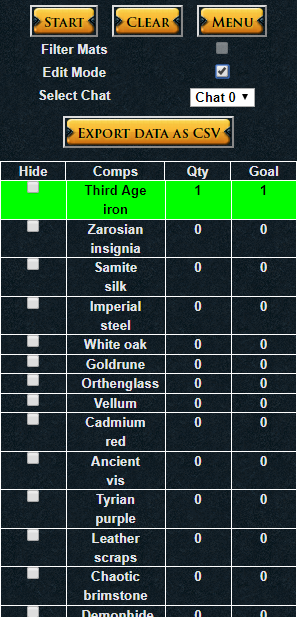 START CLEAR MENU
Filter Mats
Edit Mode
Select Chat Chat 0
EXPORT DATA AS CSV
Hide Comps Qty Goal
Third Age 1 1
iron
Zarosian 0 0
insignia
Samite 0 0
silk
Imperial 0 0
steel
White oak 0 0
Goldrune 0 0
Orthenglass 0 0
Vellum 0 0
Cadmium 0 0
red
Ancient 0 0
vis
Tyrian 0 0
purple
Leather 0 0
scraps
Chaotic 0 0
brimstone
Demonhide 0 0